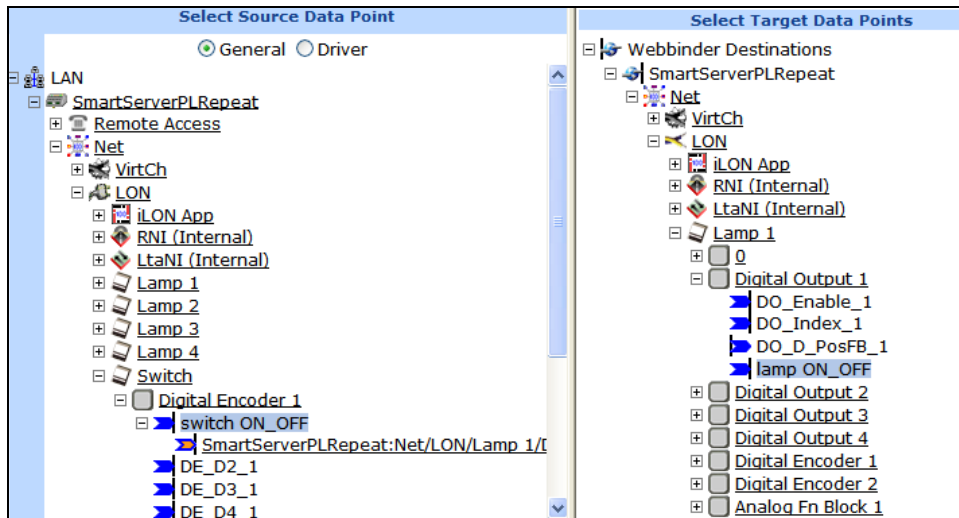 Select Source Data Point
General Driver
LAN
SmartServerPLRepeat
Remote Access
Net
VirtCh
LON
iLON App
RNI (Internal)
LtaNI (Internal)
Lamp 1
Lamp 2
Lamp 3
Lamp 4
Switch
Digital Encoder 1
switch ON_OFF
SmartServerPLRepeat:Net/LON/Lamp 1/D
DE_D2_1
DE_D3_1
DE_D4_1
Select Target Data Points
Webbinder Destinations
SmartServerPLRepeat
Net
VirtCh
LON
iLON App
RNI (Internal)
LtaNI (Internal)
Lamp 1
0
Digital Output 1
DO_Enable_1
DO_Index_1
DO_D_PosFB_1
lamp ON_OFF
Digital Output 2
Digital Output 3
Digital Output 4
Digital Encoder 1
Digital Encoder 2
Analog Fn Block 1